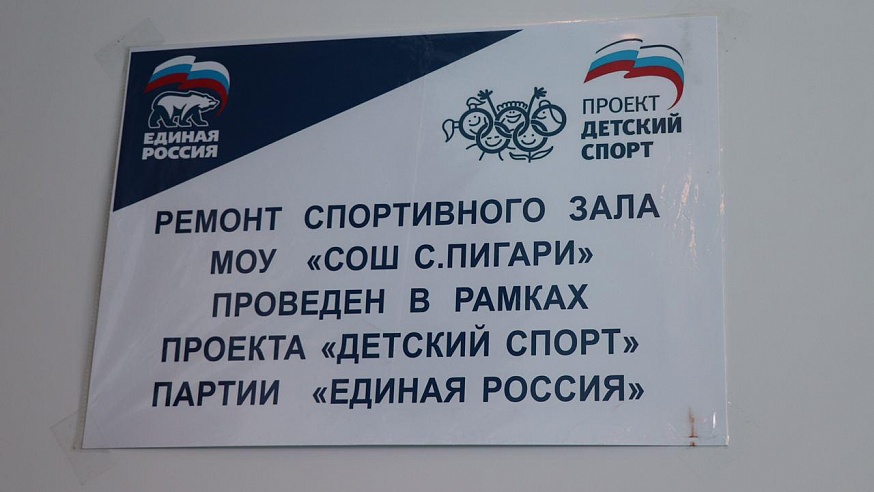 ЕДИНАЯ
РОССИЯ
ПРОЕКТ
ДЕТСКИЙ
СПОРТ
РЕМОНТ СПОРТИВНОГО ЗАЛА
МОУ «СОШ С.ПИГАРИ»
ПРОВЕДЕН В РАМКАХ
ПРОЕКТА «ДЕТСКИЙ СПОРТ»
ПАРТИИ «ЕДИНАЯ РОССИЯ»